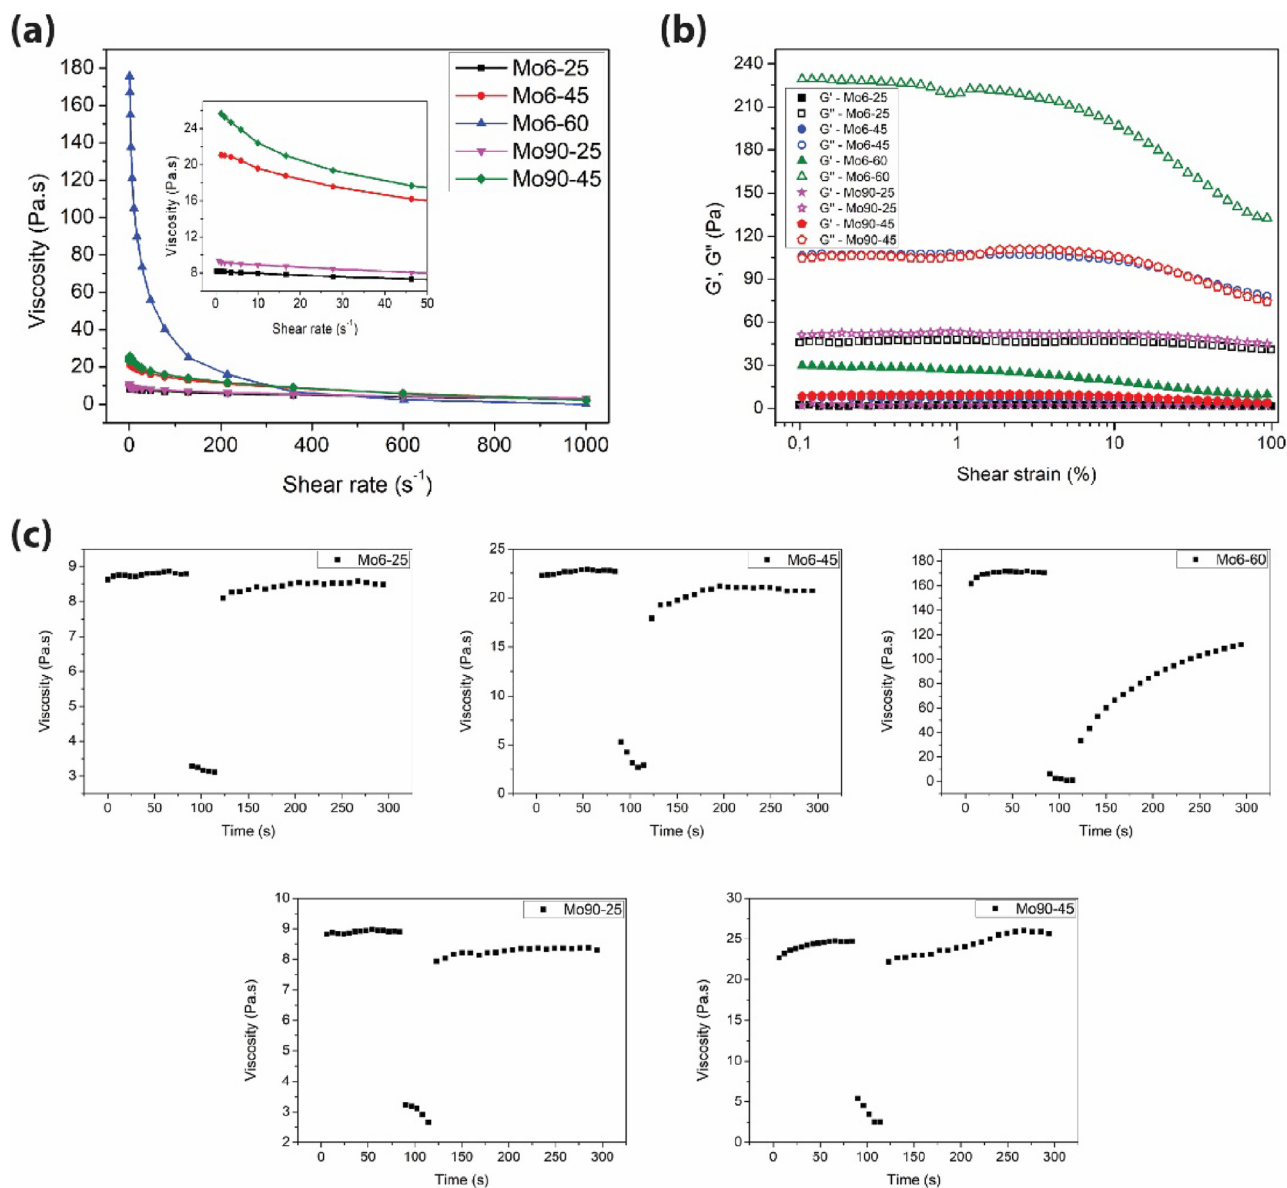 (a)
Viscosity (Pa.s)
180
160
140
120
100
80
60
40
20
0
0 200 400 600 800 1000
Shear rate (s⁻¹)
Mo6-25
Mo6-45
Mo6-60
Mo90-25
Mo90-45
Viscosity (Pa.s)
28
24
20
16
12
8
0 10 20 30 40 50
Shear rate (s⁻¹)
(b)
G', G" (Pa)
240
210
180
150
120
90
60
30
0
0,1 1 10 100
Shear strain (%)
G' - Mo6-25
G" - Mo6-25
G' - Mo6-45
G" - Mo6-45
G' - Mo6-60
G" - Mo6-60
G' - Mo90-25
G" - Mo90-25
G' - Mo90-45
G" - Mo90-45
(c)
Mo6-25
Viscosity (Pa.s)
9
8
7
6
5
4
3
0 50 100 150 200 250 300
Time (s)
Mo6-45
Viscosity (Pa.s)
25
20
15
10
5
0
0 50 100 150 200 250 300
Time (s)
Mo6-60
Viscosity (Pa.s)
180
160
140
120
100
80
60
40
20
0
0 50 100 150 200 250 300
Time (s)
Mo90-25
Viscosity (Pa.s)
10
9
8
7
6
5
4
3
2
0 50 100 150 200 250 300
Time (s)
Mo90-45
Viscosity (Pa.s)
30
25
20
15
10
5
0
0 50 100 150 200 250 300
Time (s)